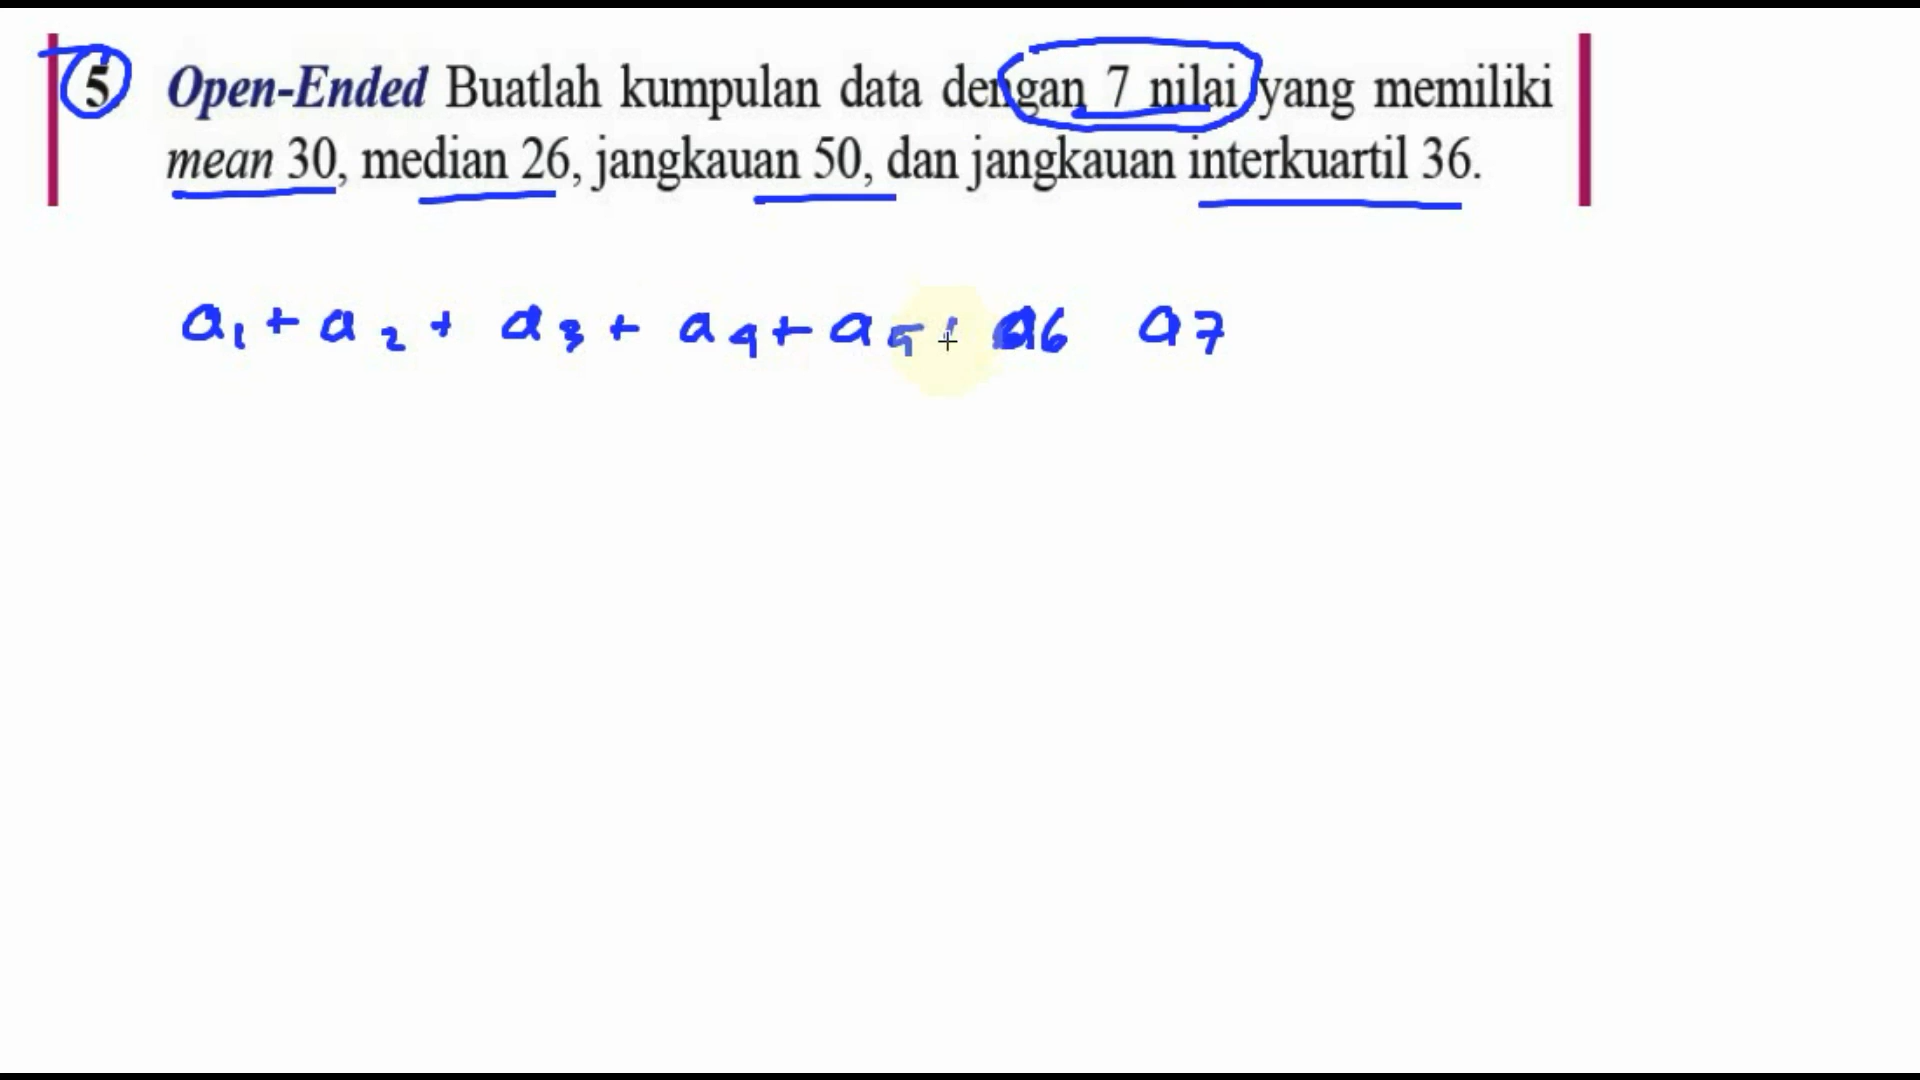 5 Open-Ended Buatlah kumpulan data dengan 7 nilai yang memiliki
mean 30, median 26, jangkauan 50, dan jangkauan interkuartil 36.
a1 + a2 + a3 + a4 + a5 + a6 a7